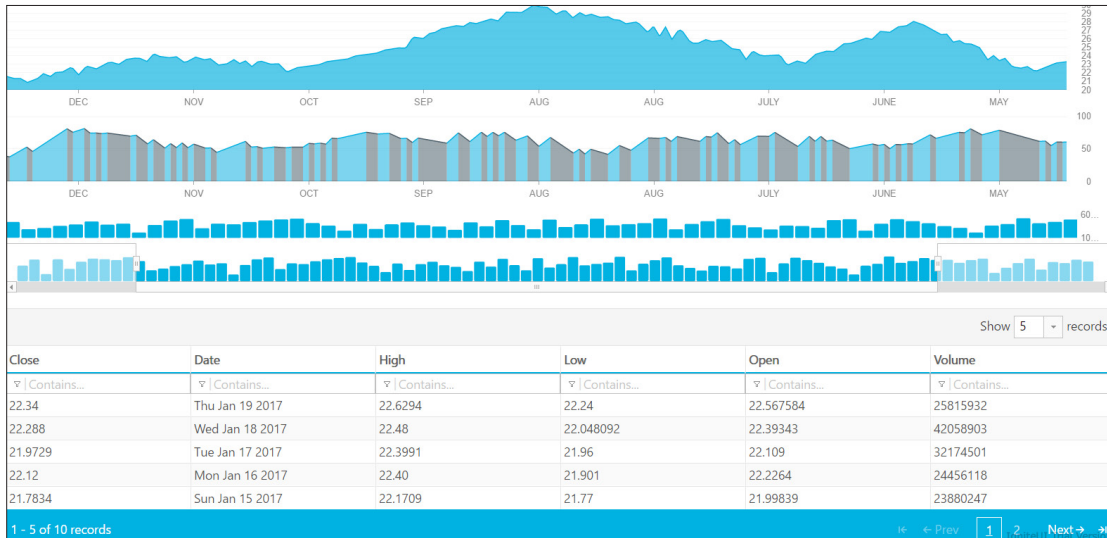 30
29
28
27
26
25
24
23
22
21
20
DEC NOV OCT SEP AUG AUG JULY JUNE MAY
100
50
0
DEC NOV OCT SEP AUG AUG JULY JUNE MAY
60...
10...
Show 5 records
Close Date High Low Open Volume
Contains... Contains... Contains... Contains... Contains... Contains...
22.34 Thu Jan 19 2017 22.6294 22.24 22.567584 25815932
22.288 Wed Jan 18 2017 22.48 22.048092 22.39343 42058903
21.9729 Tue Jan 17 2017 22.3991 21.96 22.109 32174501
22.12 Mon Jan 16 2017 22.40 21.901 22.2264 24456118
21.7834 Sun Jan 15 2017 22.1709 21.77 21.99839 23880247
1 - 5 of 10 records Prev 1 2 Next